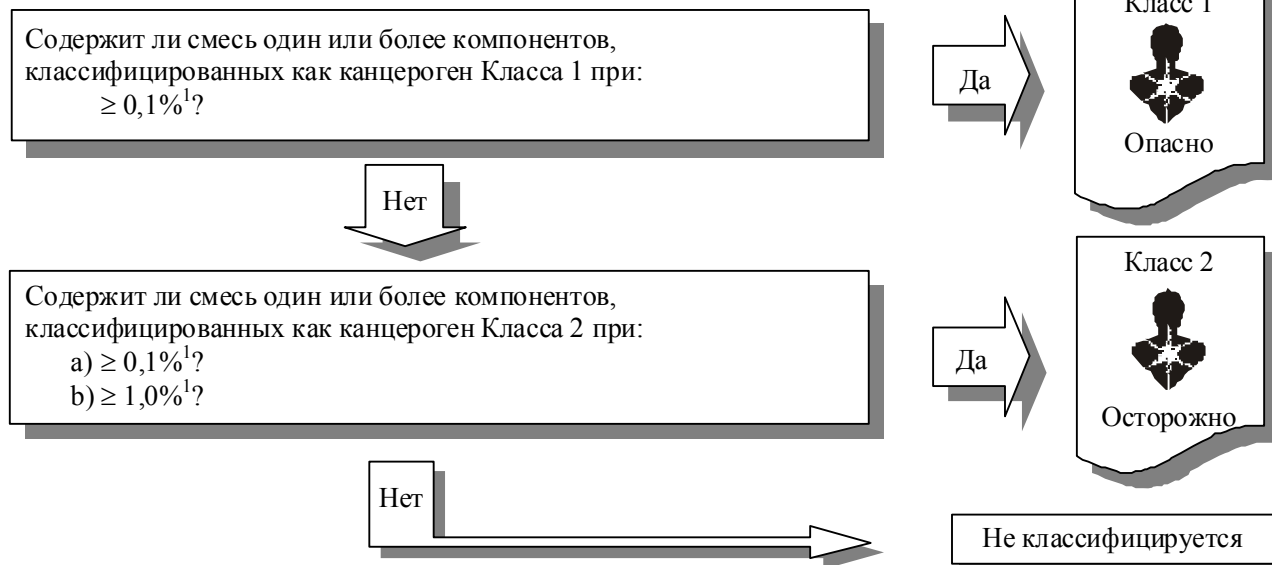 Класс 1
Содержит ли смесь один или более компонентов,
классифицированных как канцероген Класса 1 при:
≥ 0,1%¹?
Да
Опасно
Нет
Класс 2
Содержит ли смесь один или более компонентов,
классифицированных как канцероген Класса 2 при:
a) ≥ 0,1%¹?
b) ≥ 1,0%¹?
Да
Осторожно
Нет
Не классифицируется